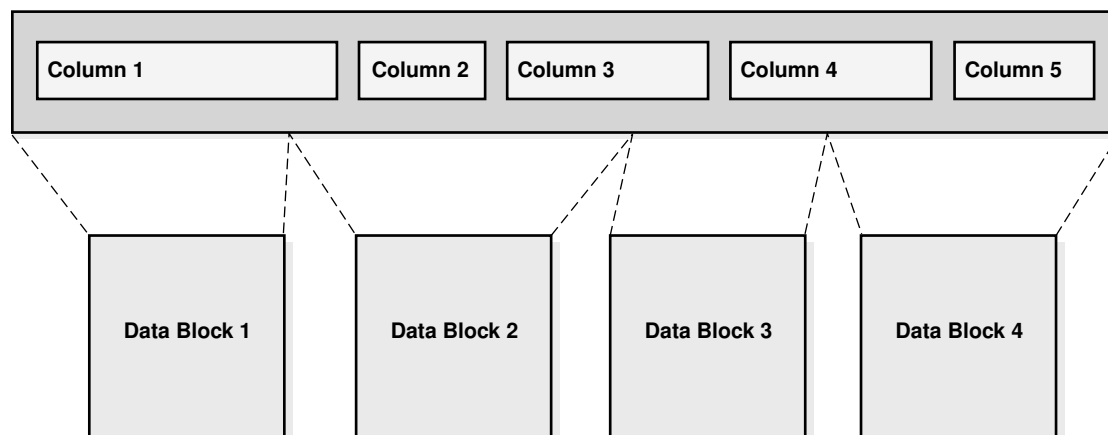 Column 1
Column 2
Column 3
Column 4
Column 5
Data Block 1
Data Block 2
Data Block 3
Data Block 4